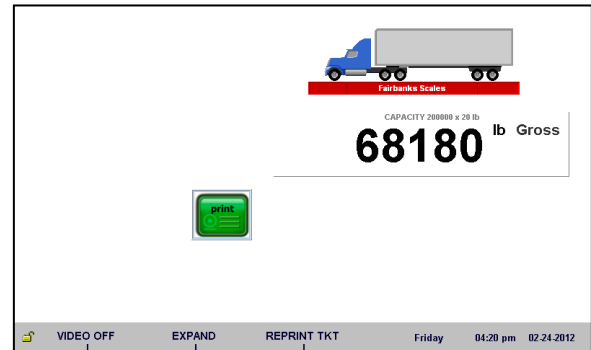 Fairbanks Scales
CAPACITY 200000 x 20 lb
68180 lb Gross
print
VIDEO OFF EXPAND REPRINT TKT Friday 04:20 pm 02-24-2012